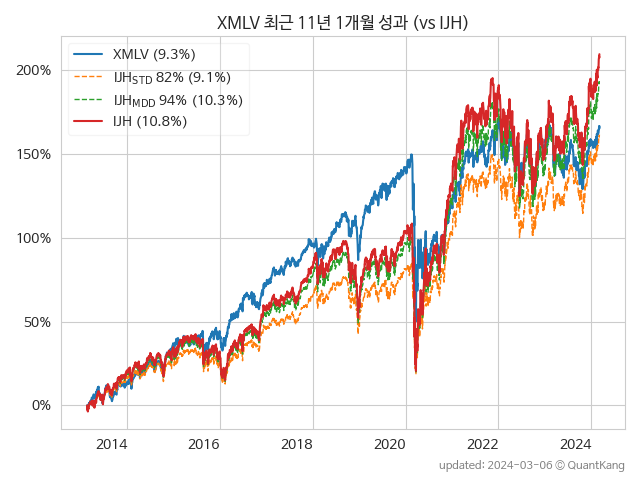 XMLV 최근 11년 1개월 성과 (vs IJH)
XMLV (9.3%)
IJHSTD 82% (9.1%)
IJHMDD 94% (10.3%)
IJH (10.8%)
200%
150%
100%
50%
0%
2014 2016 2018 2020 2022 2024
updated: 2024-03-06 © QuantKang